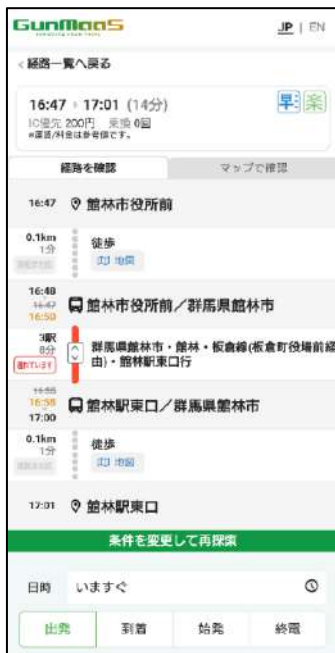 GunMaaS
JP | EN
< 経路一覧へ戻る
16:47 › 17:01 (14分)
早 楽
IC優先 200円 乗換 0回
※運賃/料金は参考値です。
経路を確認 マップで確認
16:47 館林市役所前
0.1km
1分
徒歩
地図
16:48
16:47
16:50
館林市役所前/群馬県館林市
3駅
8分
遅れています
群馬県館林市・館林・板倉線(板倉町役場前経由)・館林駅東口行
16:58
17:00
館林駅東口/群馬県館林市
0.1km
1分
徒歩
地図
17:01 館林駅東口
条件を変更して再探索
日時 いますぐ
出発 到着 始発 終電